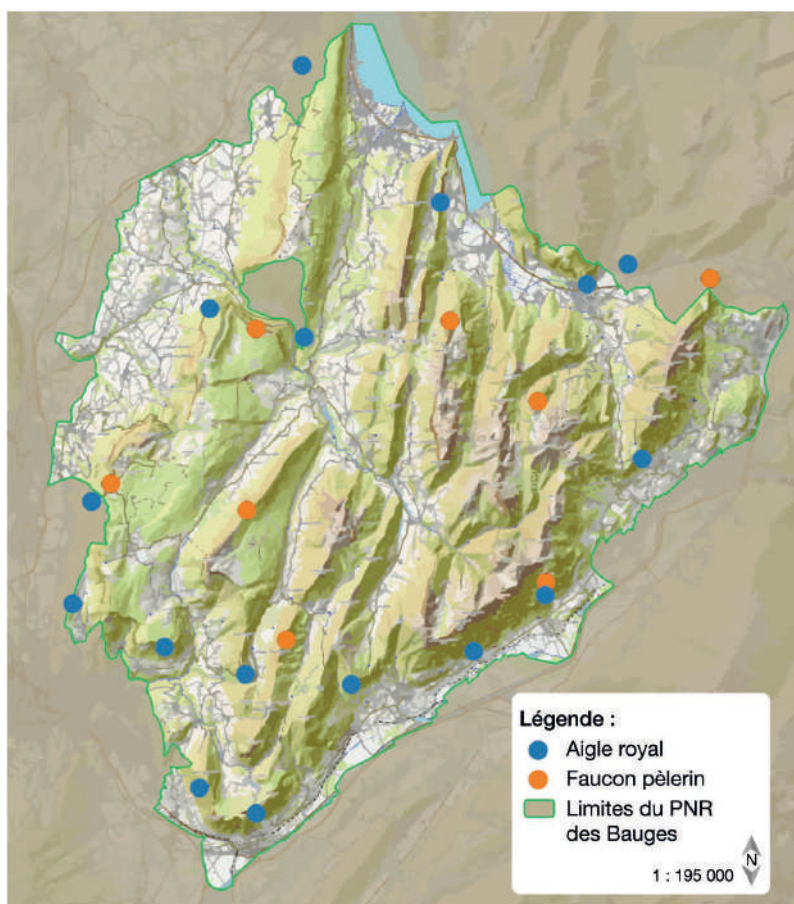 Légende :
Aigle royal
Faucon pèlerin
Limites du PNR
des Bauges
N
1 : 195 000